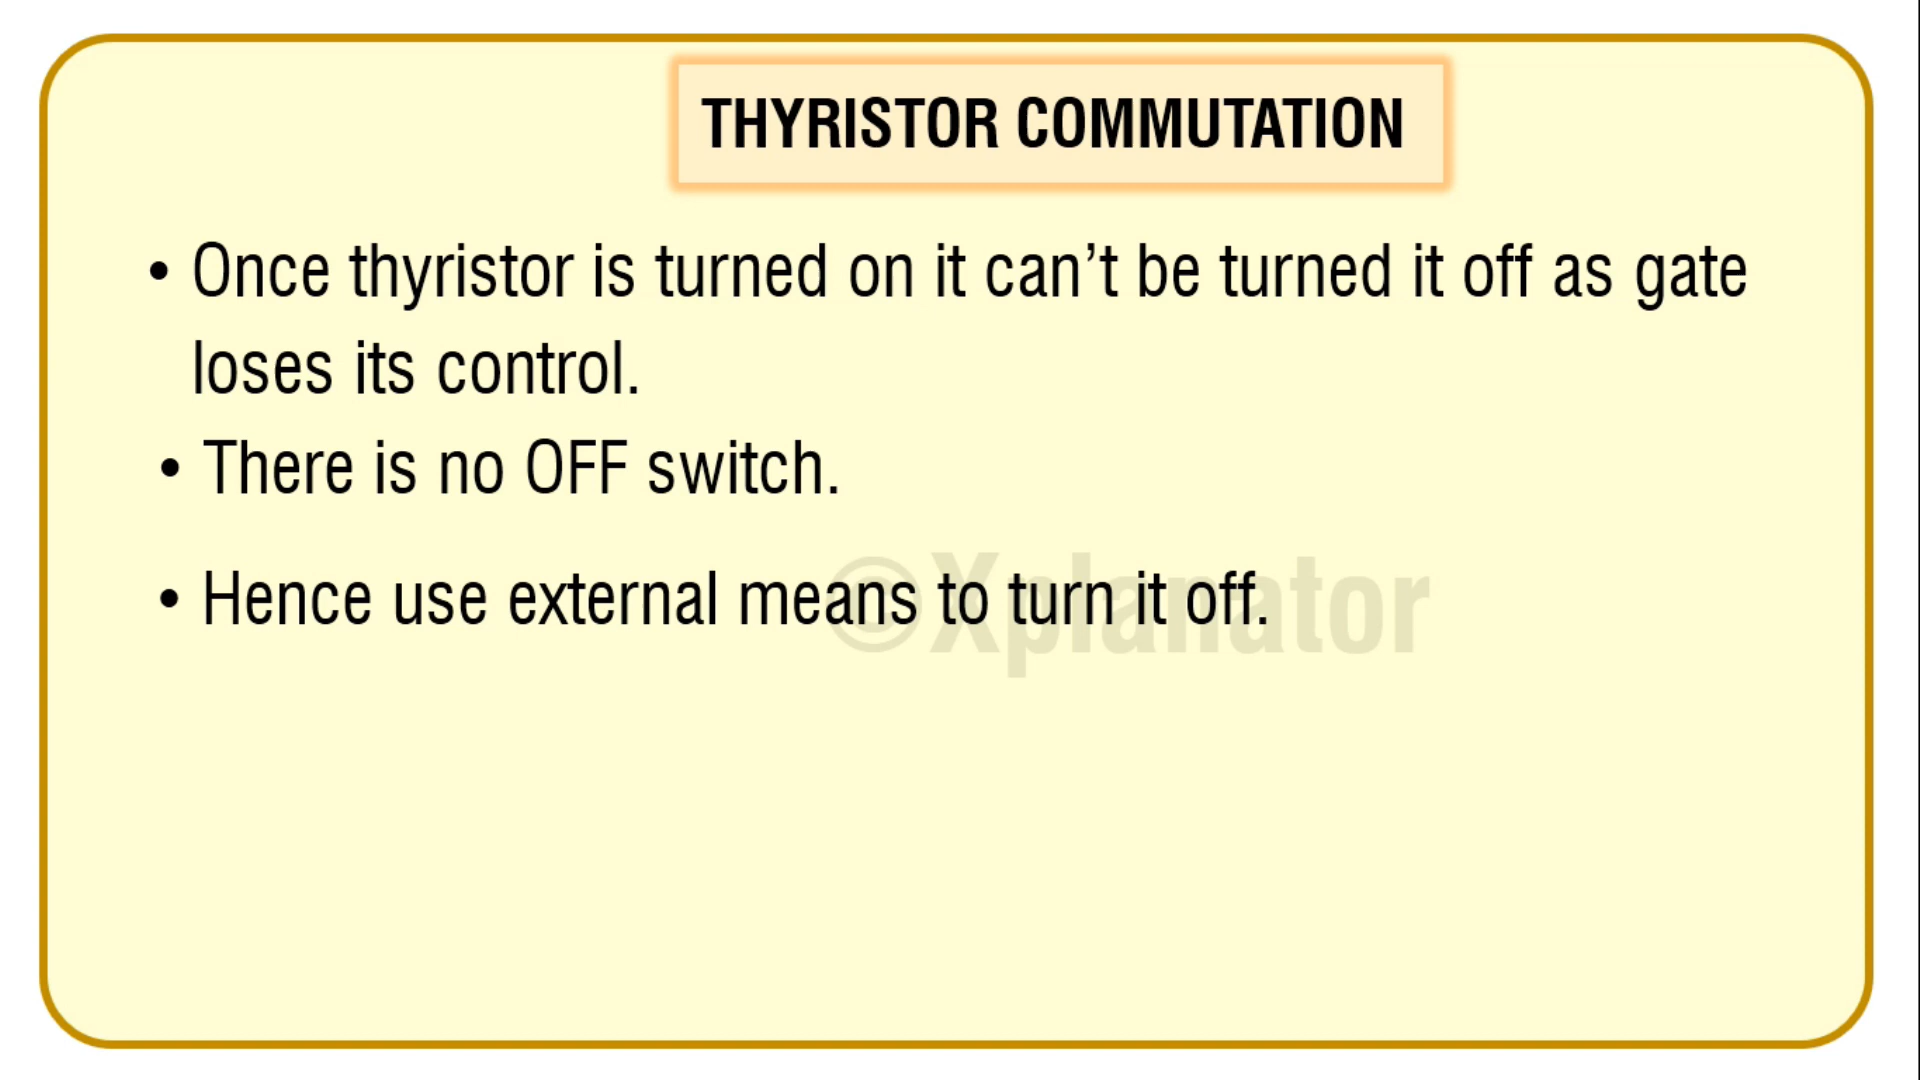 THYRISTOR COMMUTATION
• Once thyristor is turned on it can’t be turned it off as gate
loses its control.
• There is no OFF switch.
• Hence use external means to turn it off.
©Xplanator